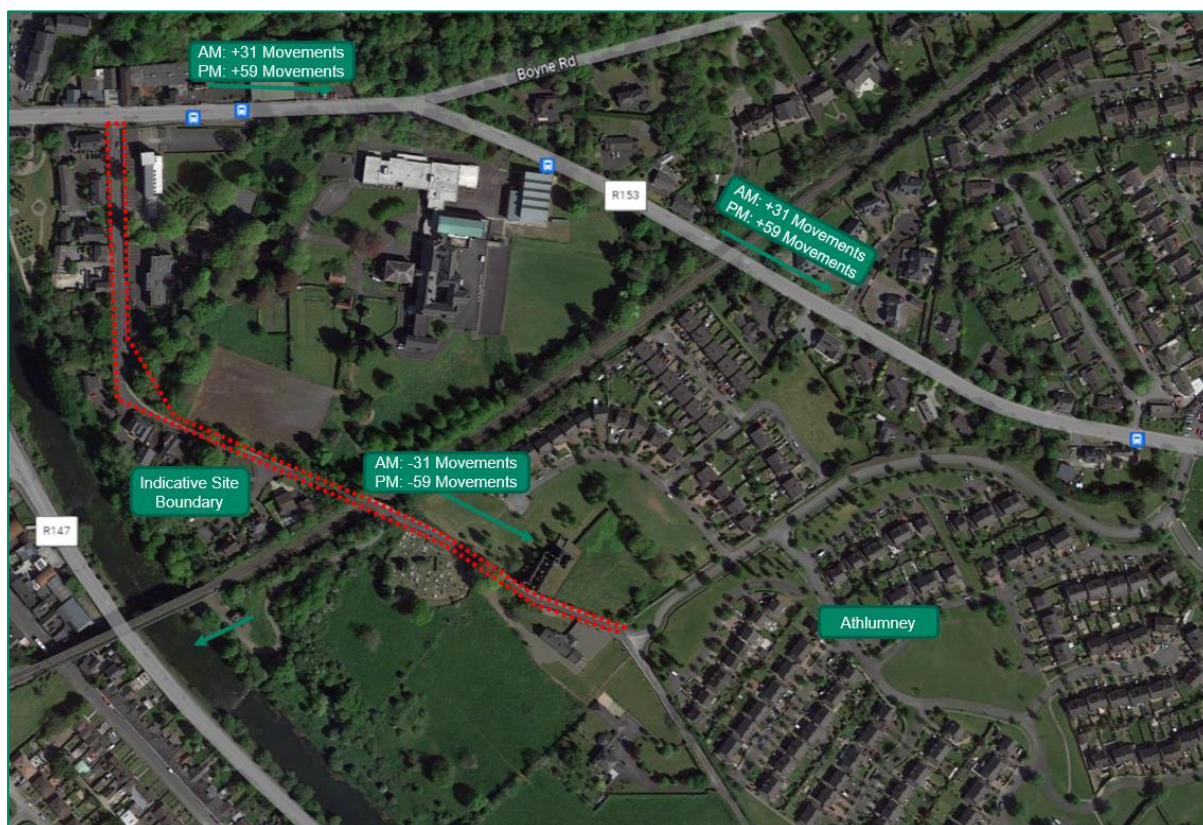 AM: +31 Movements
PM: +59 Movements
Boyne Rd
R153
AM: +31 Movements
PM: +59 Movements
AM: -31 Movements
PM: -59 Movements
Indicative Site
Boundary
R147
Athlumney